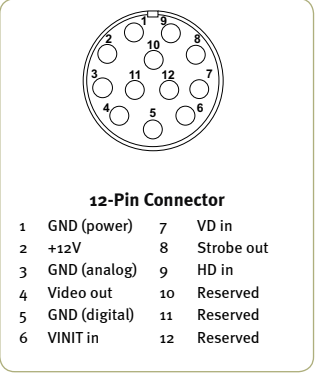 1 9
2 10 8
3 11 12 7
4 5 6
12-Pin Connector
1 GND (power) 7 VD in
2 +12V 8 Strobe out
3 GND (analog) 9 HD in
4 Video out 10 Reserved
5 GND (digital) 11 Reserved
6 VINIT in 12 Reserved